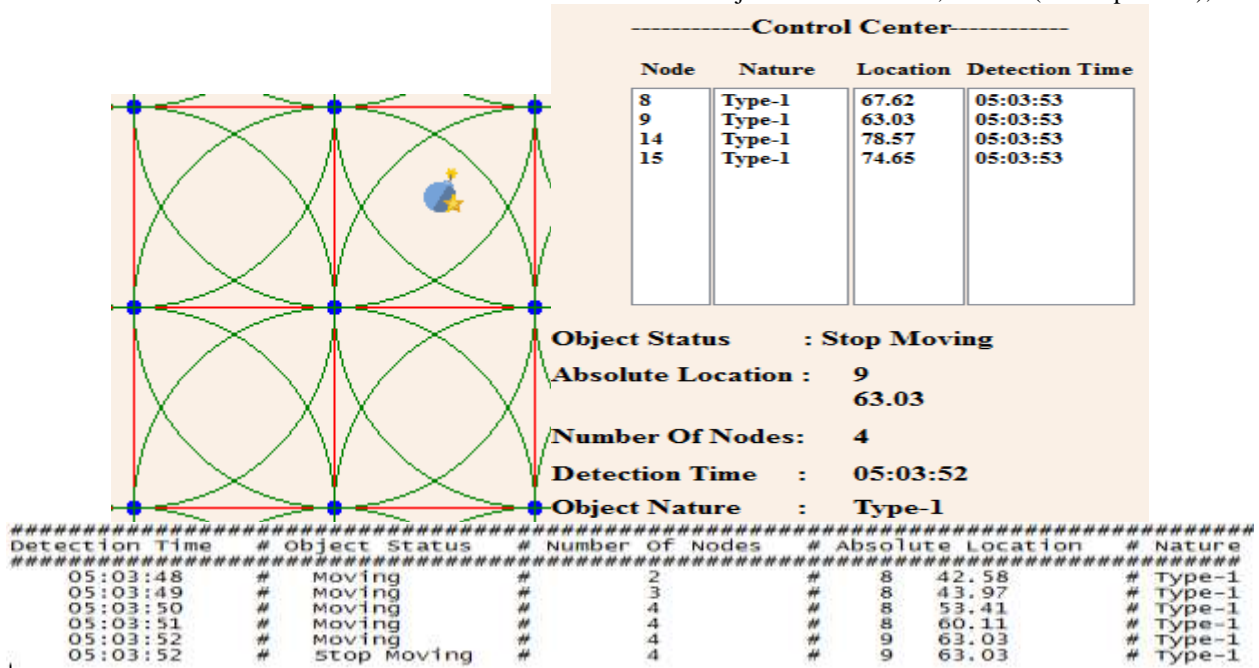 ------------Control Center------------
Node Nature Location Detection Time
8 Type-1 67.62 05:03:53
9 Type-1 63.03 05:03:53
14 Type-1 78.57 05:03:53
15 Type-1 74.65 05:03:53
Object Status : Stop Moving
Absolute Location : 9
63.03
Number Of Nodes: 4
Detection Time : 05:03:52
Object Nature : Type-1
Detection Time # Object Status # Number Of Nodes # Absolute Location # Nature
05:03:48 # Moving # 2 # 8 42.58 # Type-1
05:03:49 # Moving # 3 # 8 43.97 # Type-1
05:03:50 # Moving # 4 # 8 53.41 # Type-1
05:03:51 # Moving # 4 # 8 60.11 # Type-1
05:03:52 # Moving # 4 # 9 63.03 # Type-1
05:03:52 # Stop Moving # 4 # 9 63.03 # Type-1